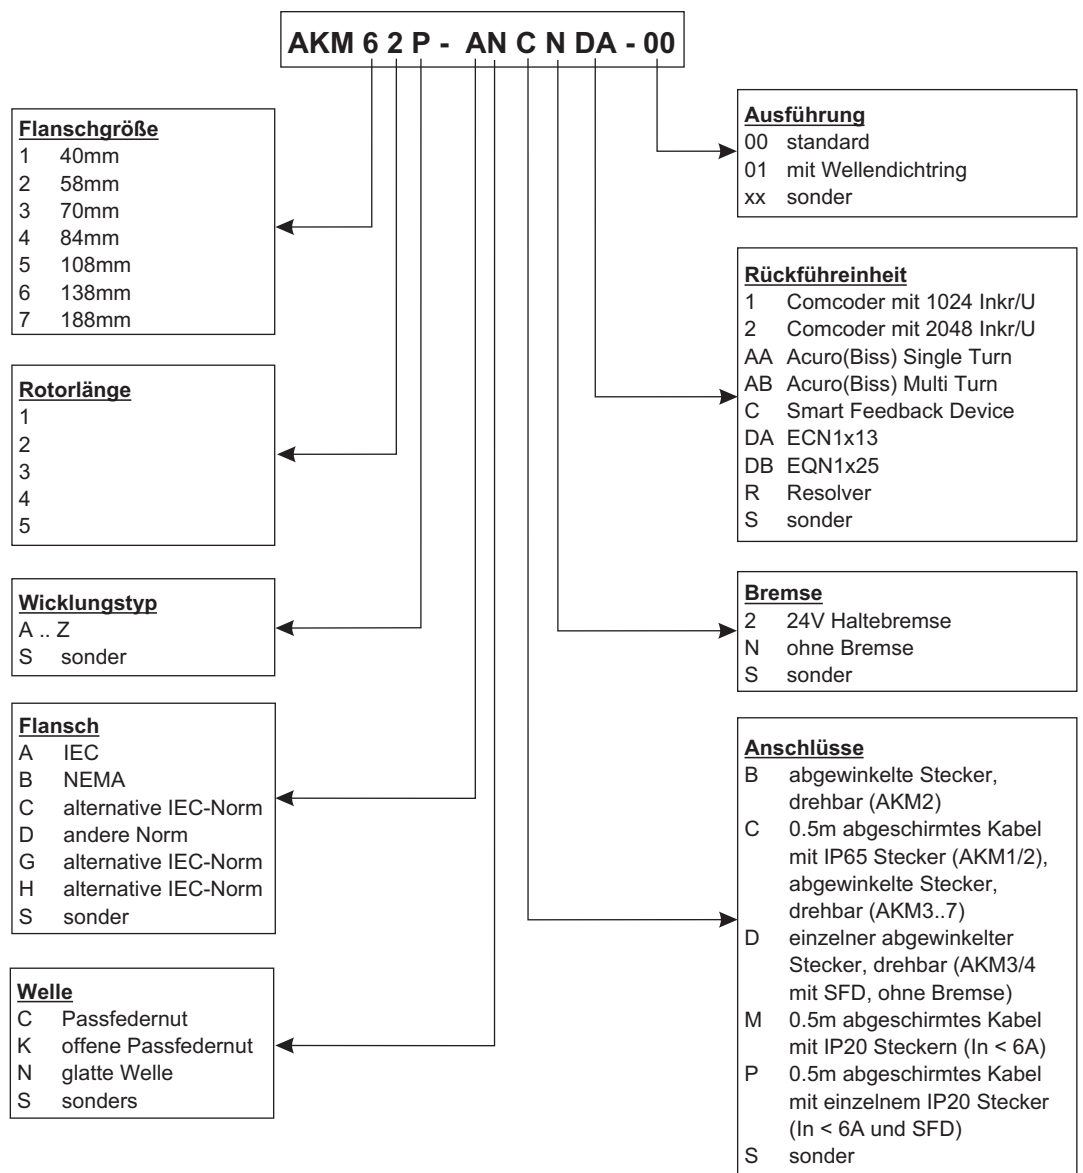 AKM 6 2 P - AN C N DA - 00
Flanschgröße
1 40mm
2 58mm
3 70mm
4 84mm
5 108mm
6 138mm
7 188mm
Rotorlänge
1
2
3
4
5
Wicklungstyp
A .. Z
S sonder
Flansch
A IEC
B NEMA
C alternative IEC-Norm
D andere Norm
G alternative IEC-Norm
H alternative IEC-Norm
S sonder
Welle
C Passfedernut
K offene Passfedernut
N glatte Welle
S sonders
Ausführung
00 standard
01 mit Wellendichtring
xx sonder
Rückführeinheit
1 Comcoder mit 1024 Inkr/U
2 Comcoder mit 2048 Inkr/U
AA Acuro(Biss) Single Turn
AB Acuro(Biss) Multi Turn
C Smart Feedback Device
DA ECN1x13
DB EQN1x25
R Resolver
S sonder
Bremse
2 24V Haltebremse
N ohne Bremse
S sonder
Anschlüsse
B abgewinkelte Stecker,
drehbar (AKM2)
C 0.5m abgeschirmtes Kabel
mit IP65 Stecker (AKM1/2),
abgewinkelte Stecker,
drehbar (AKM3..7)
D einzelner abgewinkelter
Stecker, drehbar (AKM3/4
mit SFD, ohne Bremse)
M 0.5m abgeschirmtes Kabel
mit IP20 Steckern (In < 6A)
P 0.5m abgeschirmtes Kabel
mit einzelnem IP20 Stecker
(In < 6A und SFD)
S sonder